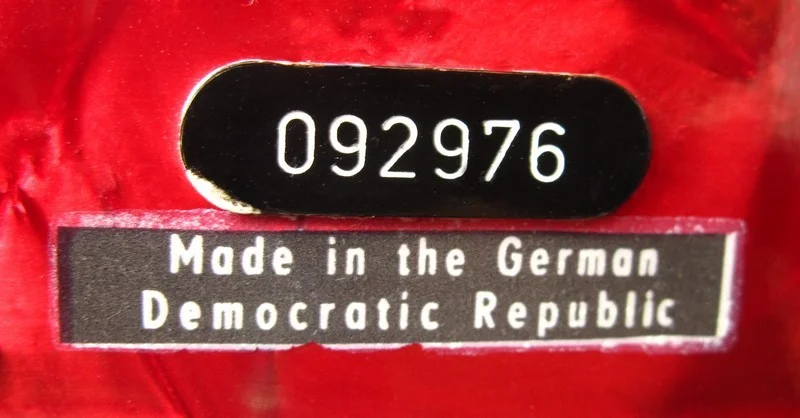 092976
Made in the German
Democratic Republic